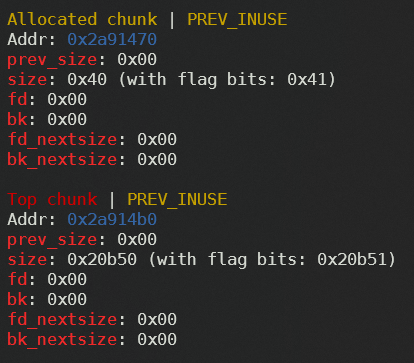 Allocated chunk | PREV_INUSE
Addr: 0x2a91470
prev_size: 0x00
size: 0x40 (with flag bits: 0x41)
fd: 0x00
bk: 0x00
fd_nextsize: 0x00
bk_nextsize: 0x00
Top chunk | PREV_INUSE
Addr: 0x2a914b0
prev_size: 0x00
size: 0x20b50 (with flag bits: 0x20b51)
fd: 0x00
bk: 0x00
fd_nextsize: 0x00
bk_nextsize: 0x00